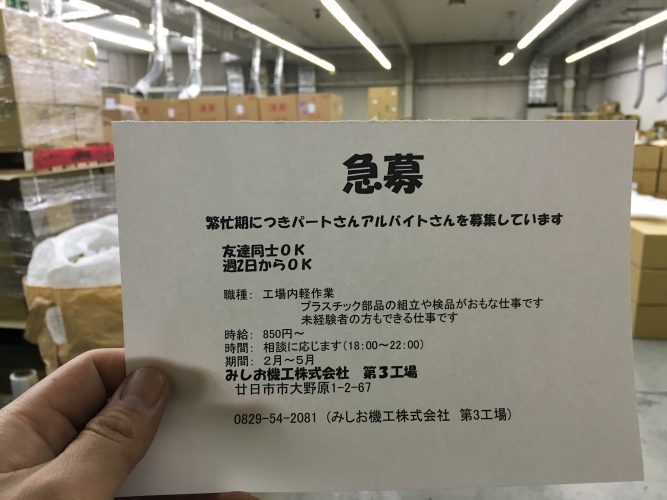 急募
繁忙期につきパートさんアルバイトさんを募集しています
友達同士OK
週2日からOK
職種: 工場内軽作業
プラスチック部品の組立や検品がおもな仕事です
未経験者の方もできる仕事です
時給: 850円～
時間: 相談に応じます(18:00～22:00)
期間: 2月～5月
みしお機工株式会社 第3工場
廿日市市大野原1-2-67
0829-54-2081 (みしお機工株式会社 第3工場)